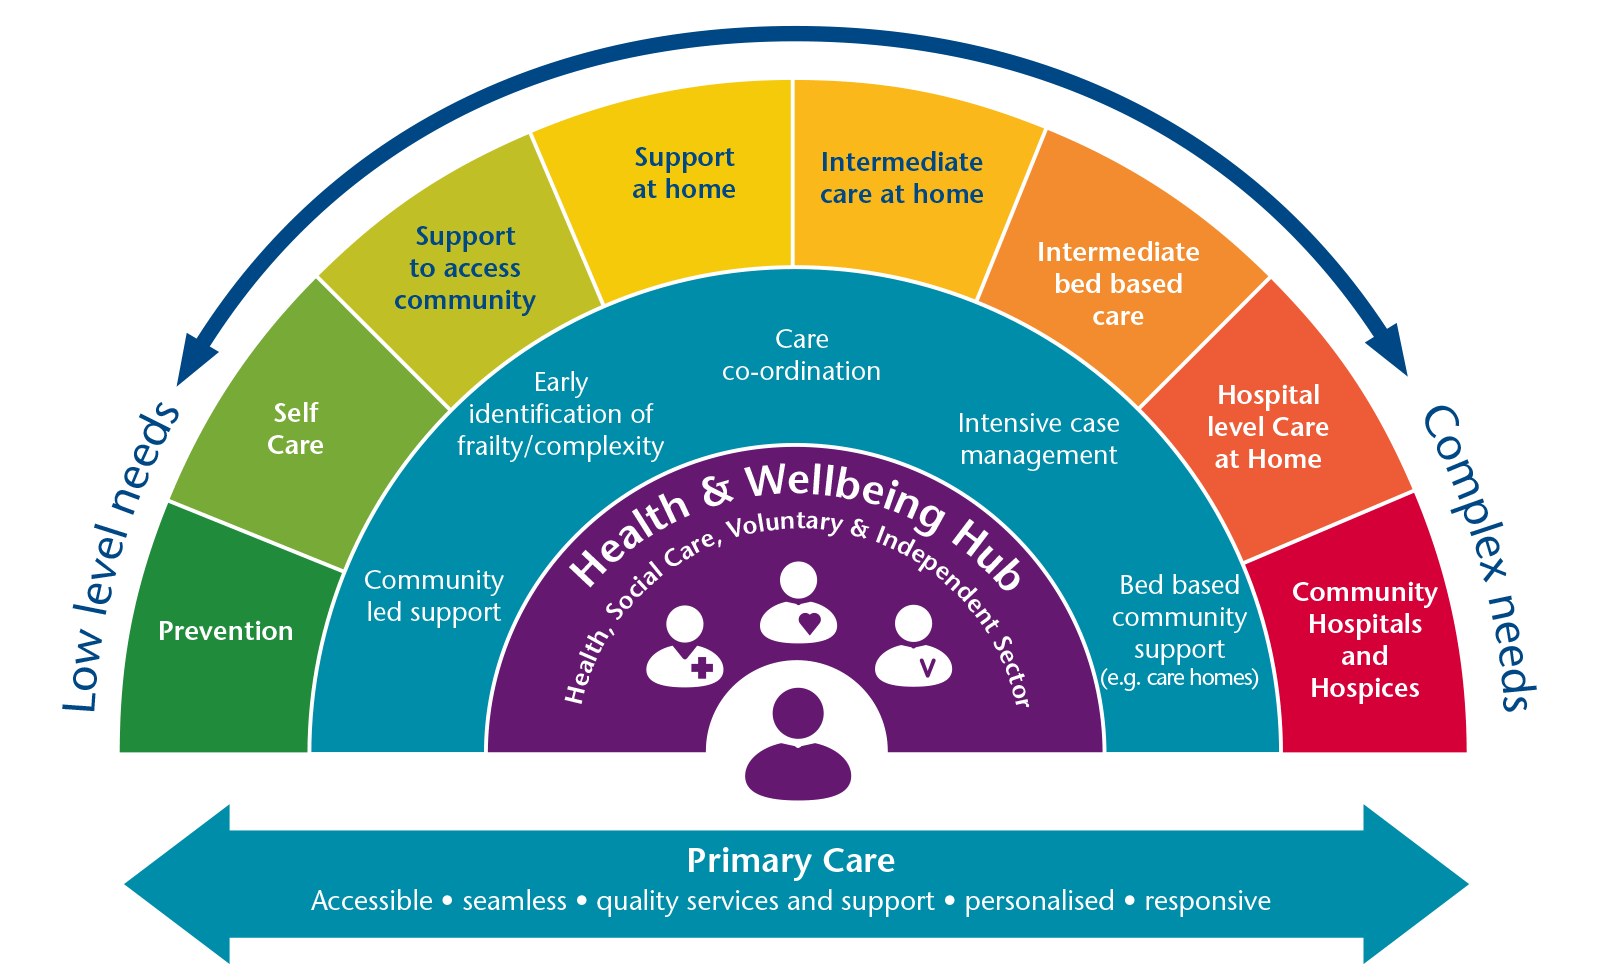 Low level needs
Complex needs
Prevention
Self
Care
Support
to access
community
Support
at home
Intermediate
care at home
Intermediate
bed based
care
Hospital
level Care
at Home
Community
Hospitals
and
Hospices
Community
led support
Early
identification of
frailty/complexity
Care
co-ordination
Intensive case
management
Bed based
community
support
(e.g. care homes)
Health & Wellbeing Hub
Health, Social Care, Voluntary & Independent Sector
V
Primary Care
Accessible • seamless • quality services and support • personalised • responsive